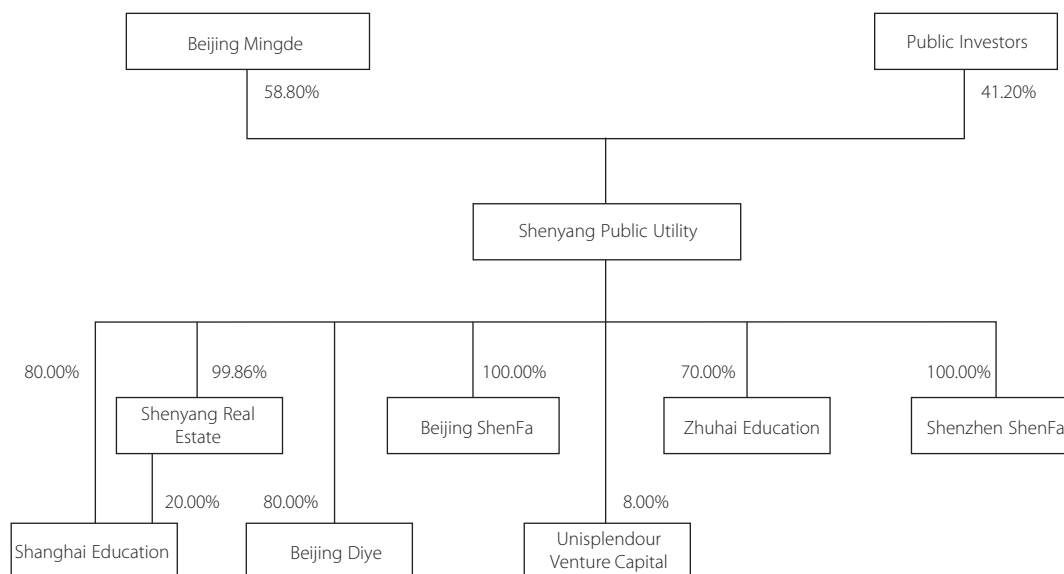 Beijing Mingde
Public Investors
58.80%
41.20%
Shenyang Public Utility
80.00%
99.86%
100.00%
70.00%
100.00%
Shenyang Real
Estate
Beijing ShenFa
Zhuhai Education
Shenzhen ShenFa
20.00%
80.00%
8.00%
Shanghai Education
Beijing Diye
Unisplendour
Venture Capital